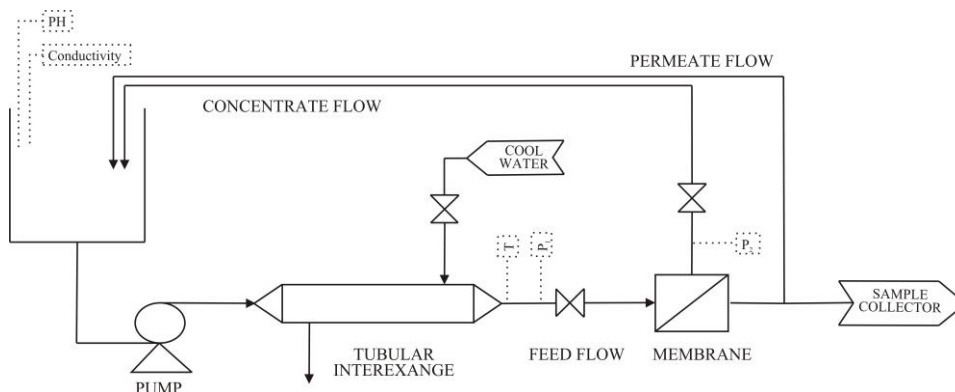 PH
Conductivity
PERMEATE FLOW
CONCENTRATE FLOW
COOL
WATER
T
P₁
P₂
SAMPLE
COLLECTOR
TUBULAR
INTEREXANGE
FEED FLOW
MEMBRANE
PUMP